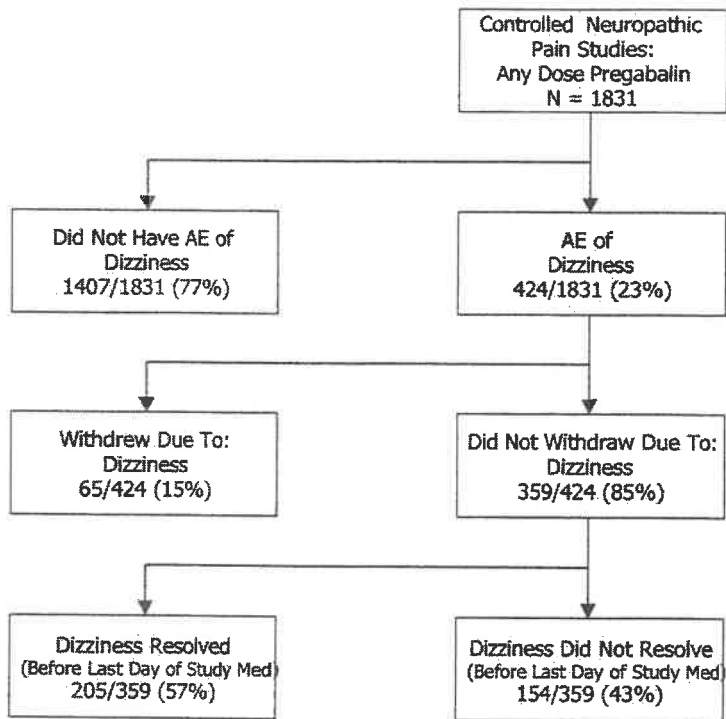 Controlled Neuropathic
Pain Studies:
Any Dose Pregabalin
N = 1831
Did Not Have AE of
Dizziness
1407/1831 (77%)
AE of
Dizziness
424/1831 (23%)
Withdrew Due To:
Dizziness
65/424 (15%)
Did Not Withdraw Due To:
Dizziness
359/424 (85%)
Dizziness Resolved
(Before Last Day of Study Med)
205/359 (57%)
Dizziness Did Not Resolve
(Before Last Day of Study Med)
154/359 (43%)